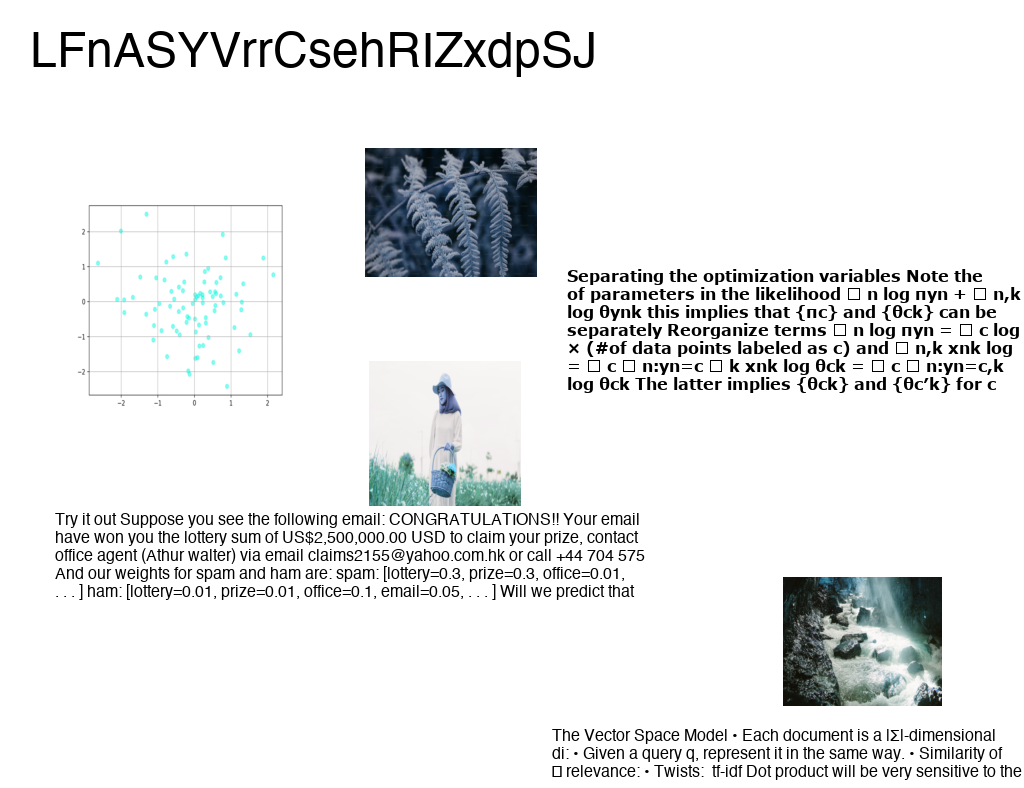 LFnASYVrrCsehRIZxdpSJ
2
1
0
−1
−2
−2
−1
0
1
2
Separating the optimization variables Note the
of parameters in the likelihood □ n log πyn + □ n,k
log θynk this implies that {πc} and {θck} can be
separately Reorganize terms □ n log πyn = □ c log
× (#of data points labeled as c) and □ n,k xnk log
= □ c □ n:yn=c □ k xnk log θck = □ c □ n:yn=c,k
log θck The latter implies {θck} and {θc′k} for c
Try it out Suppose you see the following email: CONGRATULATIONS!! Your email
have won you the lottery sum of US$2,500,000.00 USD to claim your prize, contact
office agent (Athur walter) via email claims2155@yahoo.com.hk or call +44 704 575
And our weights for spam and ham are: spam: [lottery=0.3, prize=0.3, office=0.01,
. . . ] ham: [lottery=0.01, prize=0.01, office=0.1, email=0.05, . . . ] Will we predict that
The Vector Space Model • Each document is a |Σ|-dimensional
di: • Given a query q, represent it in the same way. • Similarity of
□ relevance: • Twists: tf-idf Dot product will be very sensitive to the